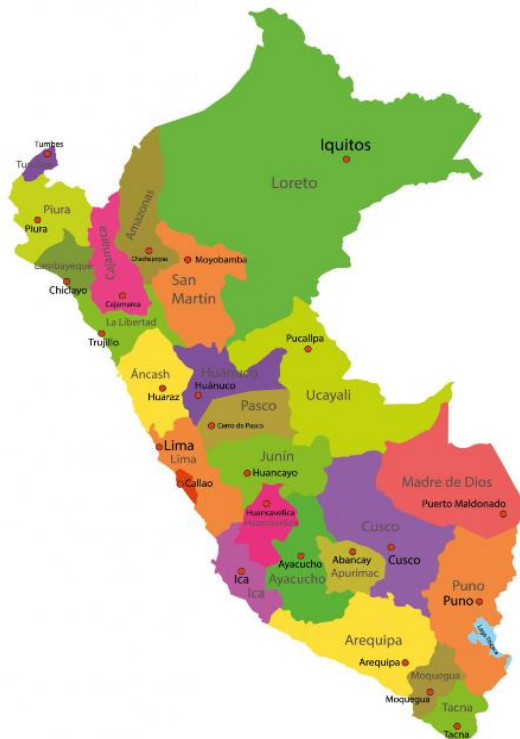 Tumbes
Tumbes
Iquitos
Loreto
Piura
Piura
Amazonas
Cajamarca
Chachapoyas
Moyobamba
Lambayeque
San
Martín
Chiclayo
Cajamarca
La Libertad
Trujillo
Pucallpa
Áncash
Huánuco
Huaraz
Huánuco
Ucayali
Pasco
Cerro de Pasco
Lima
Lima
Junín
Huancayo
Callao
Madre de Dios
Puerto Maldonado
Huancavelica
Huancavelica
Cusco
Cusco
Ayacucho
Ayacucho
Abancay
Apurímac
Ica
Ica
Puno
Puno
Arequipa
Arequipa
Moquegua
Moquegua
Tacna
Tacna